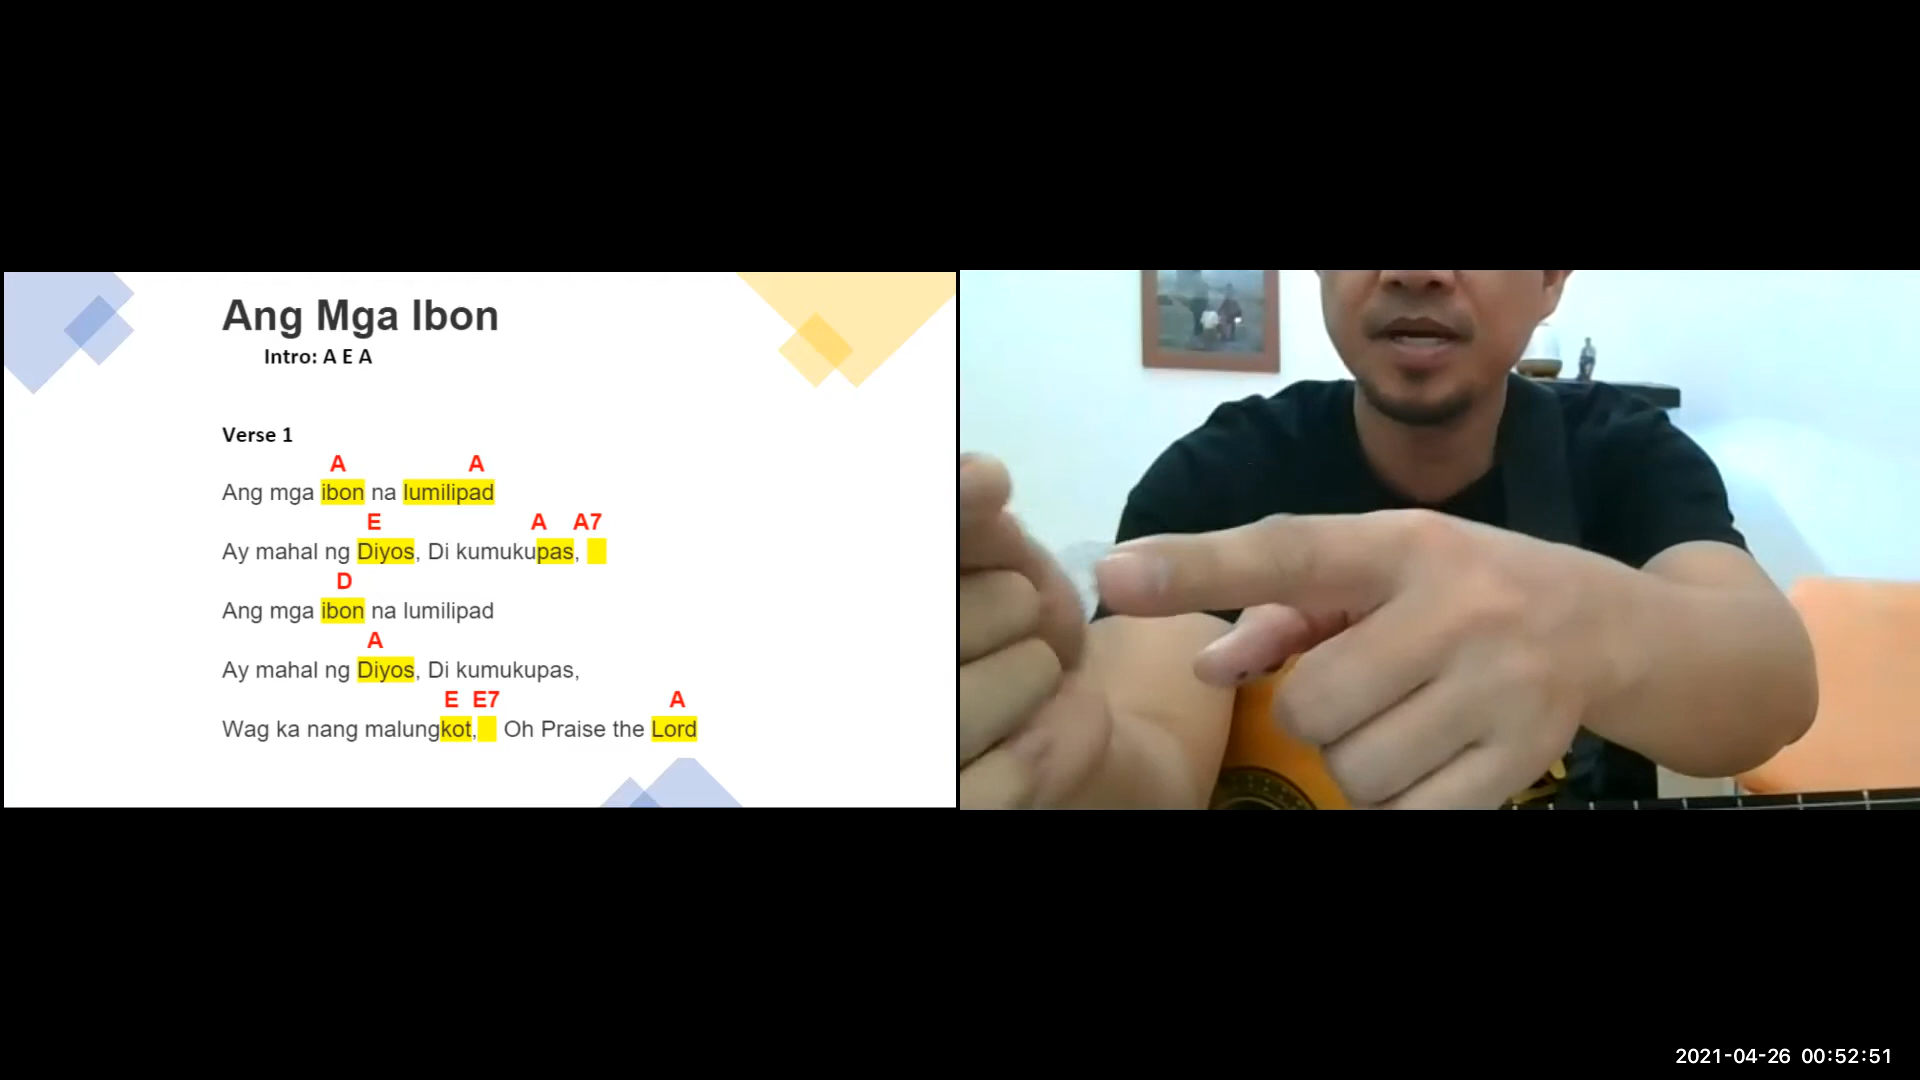 Ang Mga Ibon
Intro: A E A
Verse 1
A A
Ang mga ibon na lumilipad
E A A7
Ay mahal ng Diyos, Di kumukupas,
D
Ang mga ibon na lumilipad
A
Ay mahal ng Diyos, Di kumukupas,
E E7 A
Wag ka nang malungkot, Oh Praise the Lord
2021-04-26 00:52:51